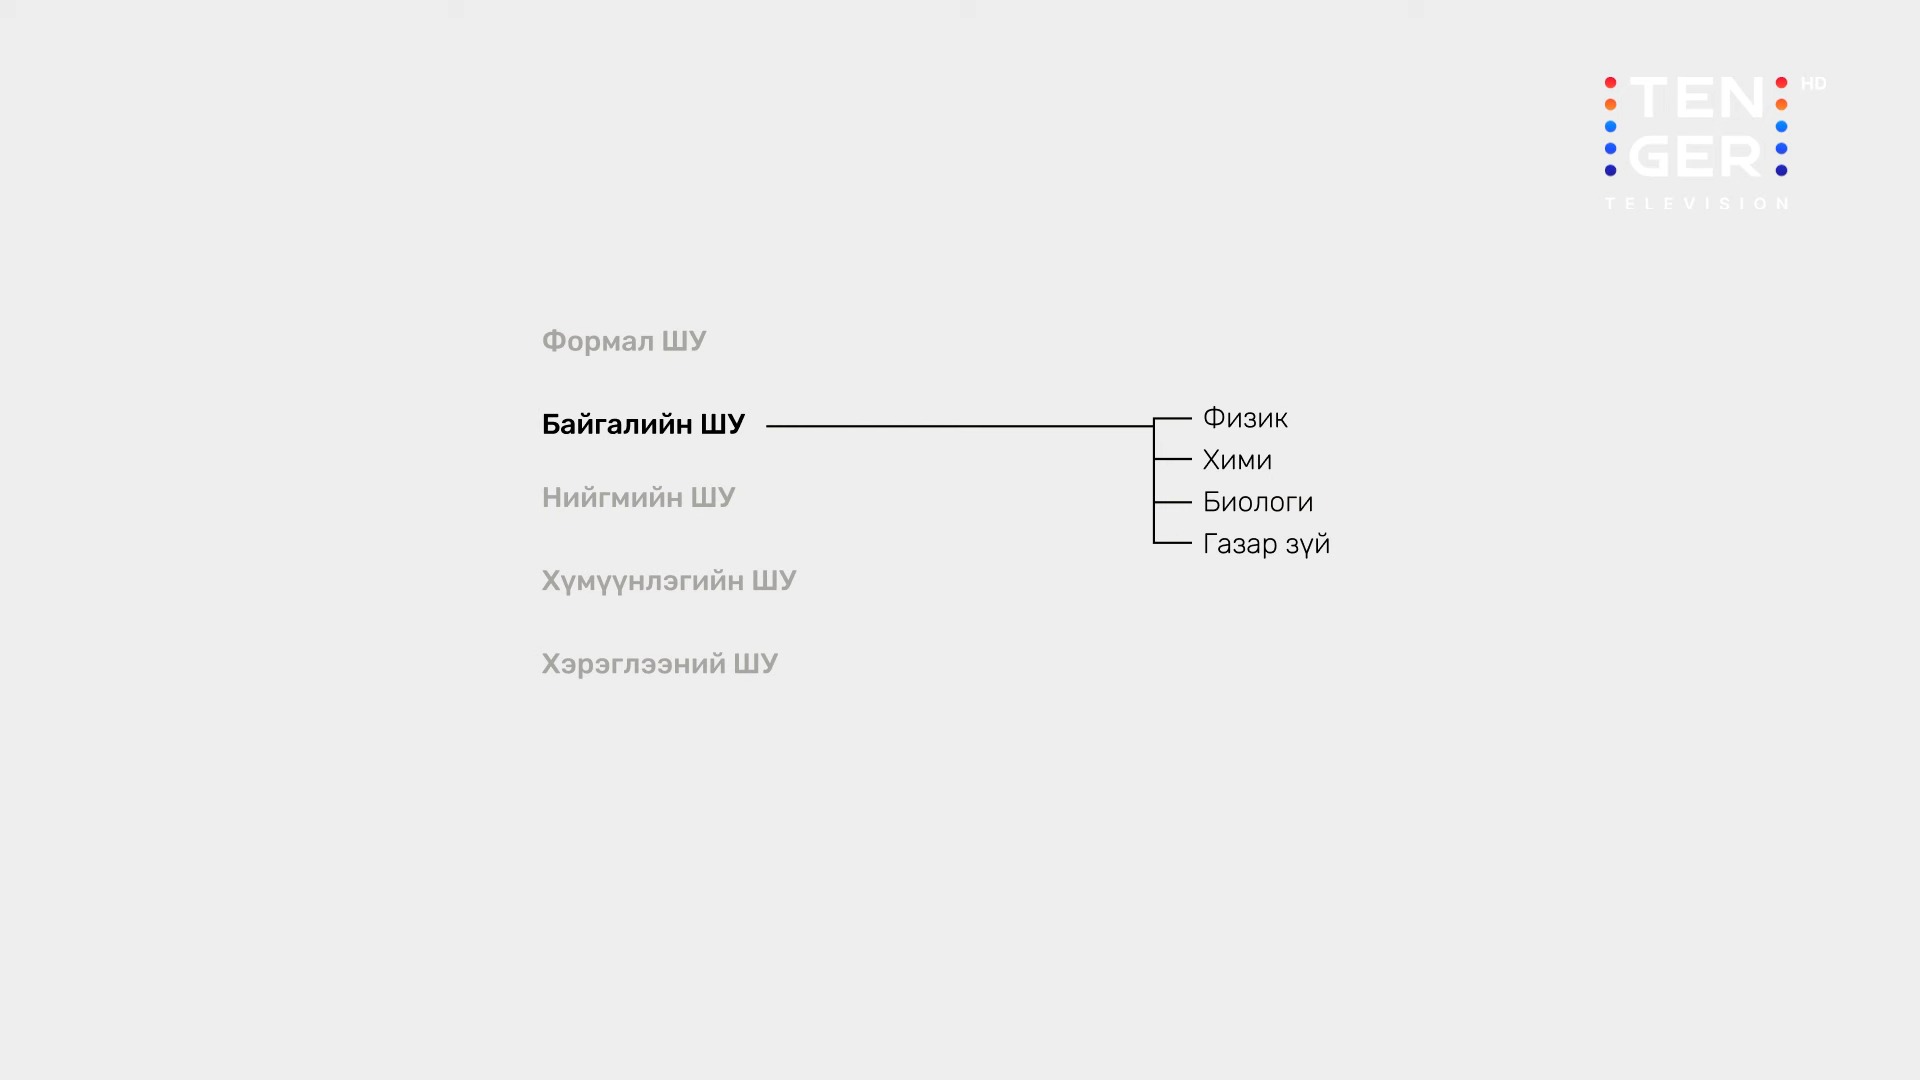 TEN HD
GER
TELEVISION
Формал ШУ
Байгалийн ШУ
Физик
Хими
Биологи
Газар зүй
Нийгмийн ШУ
Хүмүүнлэгийн ШУ
Хэрэглээний ШУ